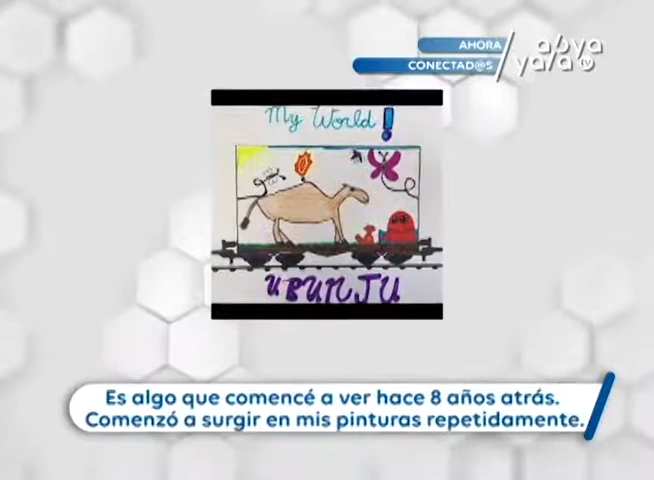 AHORA
CONECTAD@S
abya
yala tv
My World!
UBUNTU
Es algo que comencé a ver hace 8 años atrás.
Comenzó a surgir en mis pinturas repetidamente.